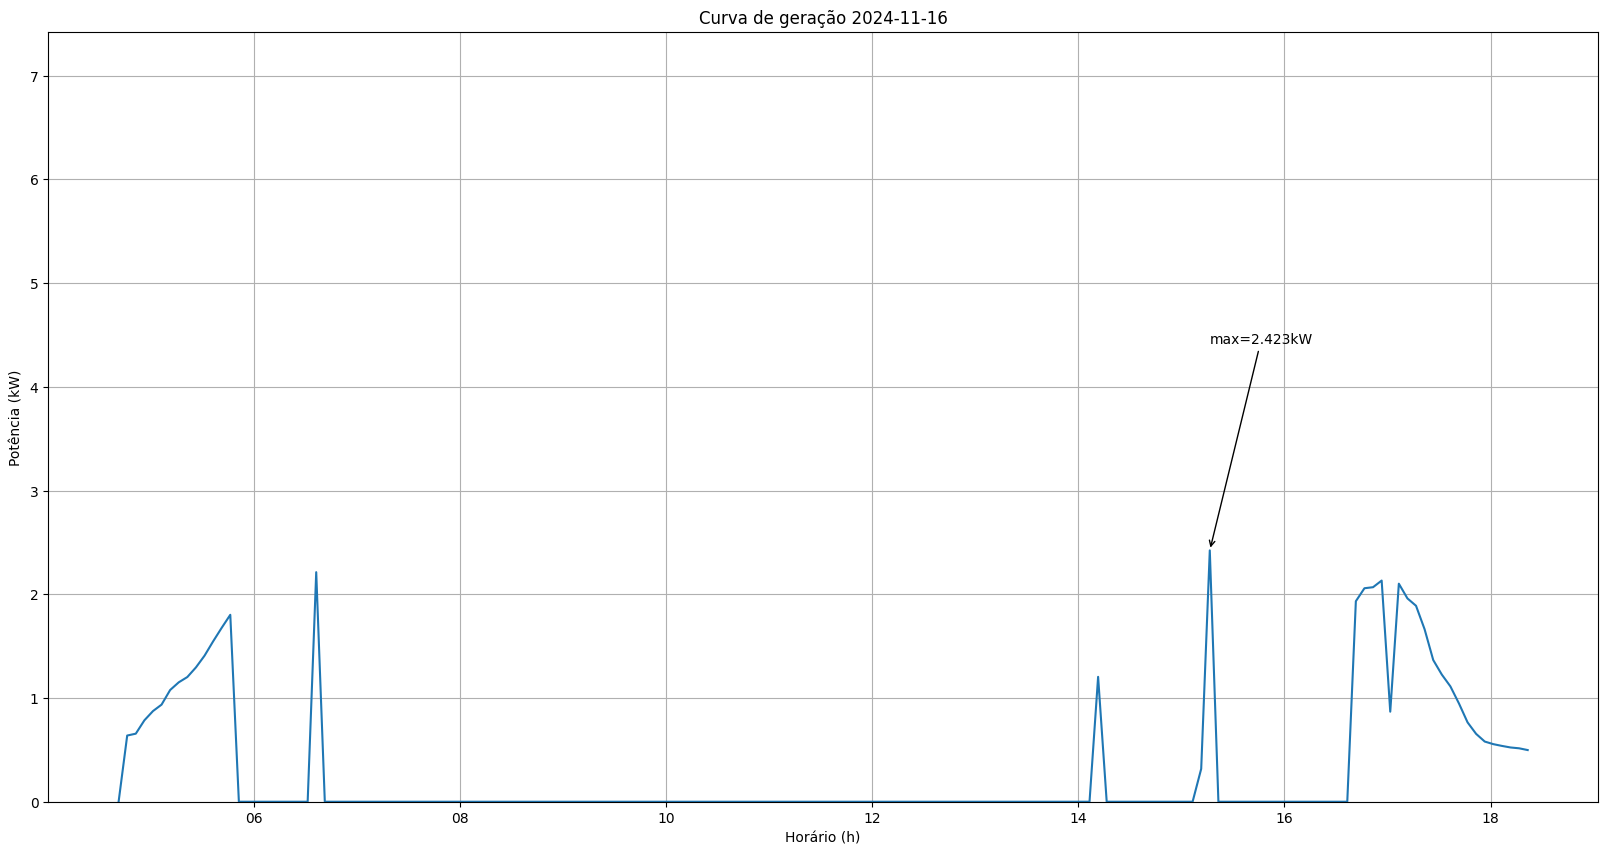 Curva de geração 2024-11-16
7
6
5
4
3
2
1
0
Potência (kW)
max=2.423kW
06 08 10 12 14 16 18
Horário (h)